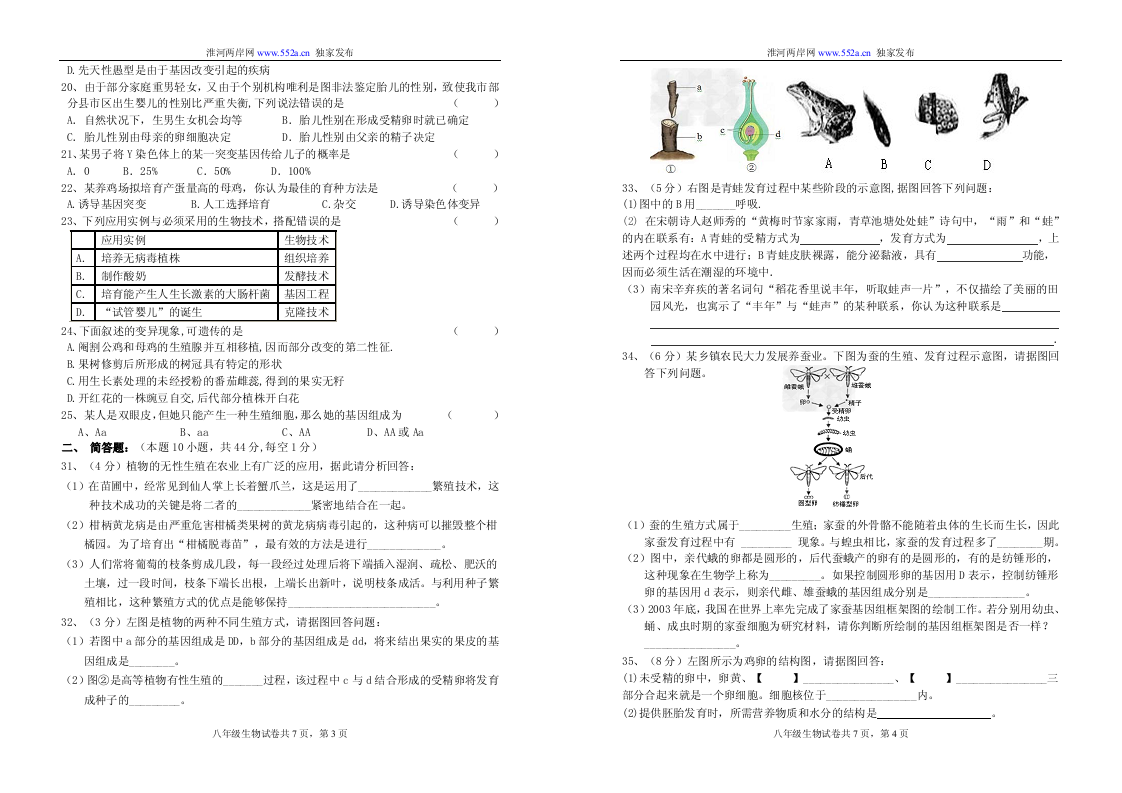 淮河两岸网 www.552a.cn 独家发布
D.先天性愚型是由于基因改变引起的疾病
20、由于部分家庭重男轻女，又由于个别机构唯利是图非法鉴定胎儿的性别，致使我市部
分县市区出生婴儿的性别比严重失衡,下列说法错误的是 （ ）
A. 自然状况下，生男生女机会均等 B. 胎儿性别在形成受精卵时就已确定
C. 胎儿性别由母亲的卵细胞决定 D. 胎儿性别由父亲的精子决定
21、某男子将 Y 染色体上的某一突变基因传给儿子的概率是 （ ）
A. 0 B. 25% C. 50% D. 100%
22、某养鸡场拟培育产蛋量高的母鸡，你认为最佳的育种方法是 （ ）
A.诱导基因突变 B.人工选择培育 C.杂交 D.诱导染色体变异
23、下列应用实例与必须采用的生物技术，搭配错误的是 （ ）
应用实例 生物技术
A. 培养无病毒植株 组织培养
B. 制作酸奶 发酵技术
C. 培育能产生人生长激素的大肠杆菌 基因工程
D. “试管婴儿”的诞生 克隆技术
24、下面叙述的变异现象,可遗传的是 （ ）
A.阉割公鸡和母鸡的生殖腺并互相移植,因而部分改变的第二性征.
B.果树修剪后所形成的树冠具有特定的形状
C.用生长素处理的未经授粉的番茄雌蕊,得到的果实无籽
D.开红花的一株豌豆自交,后代部分植株开白花
25、某人是双眼皮,但她只能产生一种生殖细胞,那么她的基因组成为 （ ）
A、Aa B、aa C、AA D、AA 或 Aa
二、 简答题：（本题 10 小题，共 44 分,每空 1 分）
31、（4 分）植物的无性生殖在农业上有广泛的应用，据此请分析回答：
（1）在苗圃中，经常见到仙人掌上长着蟹爪兰，这是运用了_____________繁殖技术，这
种技术成功的关键是将二者的_____________紧密地结合在一起。
（2）柑柄黄龙病是由严重危害柑橘类果树的黄龙病病毒引起的，这种病可以摧毁整个柑
橘园。为了培育出“柑橘脱毒苗”，最有效的方法是进行_____________。
（3）人们常将葡萄的枝条剪成几段，每一段经过处理后将下端插入湿润、疏松、肥沃的
土壤，过一段时间，枝条下端长出根，上端长出新叶，说明枝条成活。与利用种子繁
殖相比，这种繁殖方式的优点是能够保持__________________________。
32、（3 分）左图是植物的两种不同生殖方式，请据图回答问题：
（1）若图中 a 部分的基因组成是 DD，b 部分的基因组成是 dd，将来结出果实的果皮的基
因组成是________。
（2）图②是高等植物有性生殖的_______过程，该过程中 c 与 d 结合形成的受精卵将发育
成种子的_________。
八年级生物试卷共 7 页，第 3 页
淮河两岸网 www.552a.cn 独家发布
a
b
c
d
① ② A B C D
33、（5 分）右图是青蛙发育过程中某些阶段的示意图,据图回答下列问题：
(1)图中的 B 用_______呼吸.
(2) 在宋朝诗人赵师秀的“黄梅时节家家雨，青草池塘处处蛙”诗句中，“雨”和“蛙”
的内在联系有：A 青蛙的受精方式为______________，发育方式为________________，上
述两个过程均在水中进行；B 青蛙皮肤裸露，能分泌黏液，具有_______________功能，
因而必须生活在潮湿的环境中.
（3）南宋辛弃疾的著名词句“稻花香里说丰年，听取蛙声一片”，不仅描绘了美丽的田
园风光，也寓示了“丰年”与“蛙声”的某种联系，你认为这种联系是__________
.
34、（6 分）某乡镇农民大力发展养蚕业。下图为蚕的生殖、发育过程示意图，请据图回
答下列问题。
雌蚕蛾 × 雄蚕蛾
卵 精子
受精卵
幼虫
幼虫
蛹
后代
圆型卵 纺锤型卵
（1）蚕的生殖方式属于_________生殖；家蚕的外骨骼不能随着虫体的生长而生长，因此
家蚕发育过程中有 _________ 现象。与蝗虫相比，家蚕的发育过程多了________期。
（2）图中，亲代蛾的卵都是圆形的，后代蚕蛾产的卵有的是圆形的，有的是纺锤形的，
这种现象在生物学上称为_________。如果控制圆形卵的基因用 D 表示，控制纺锤形
卵的基因用 d 表示，则亲代雌、雄蚕蛾的基因组成分别是_________________。
（3）2003 年底，我国在世界上率先完成了家蚕基因组框架图的绘制工作。若分别用幼虫、
蛹、成虫时期的家蚕细胞为研究材料，请你判断所绘制的基因组框架图是否一样？
________________。
35、（8 分）左图所示为鸡卵的结构图，请据图回答：
(1)未受精的卵中，卵黄、【 】________________、【 】________________三
部分合起来就是一个卵细胞。细胞核位于________________内。
(2)提供胚胎发育时，所需营养物质和水分的结构是____________________。
八年级生物试卷共 7 页，第 4 页